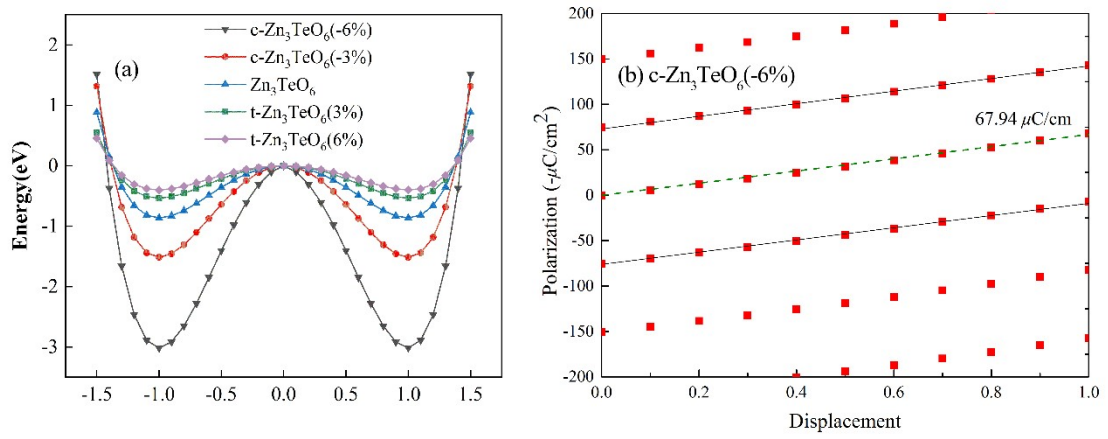 (a)
c-Zn₃TeO₆(-6%)
c-Zn₃TeO₆(-3%)
Zn₃TeO₆
t-Zn₃TeO₆(3%)
t-Zn₃TeO₆(6%)
Energy(eV)
2
1
0
-1
-2
-3
-1.5 -1.0 -0.5 0.0 0.5 1.0 1.5
(b) c-Zn₃TeO₆(-6%)
67.94 μC/cm
Polarization (-μC/cm²)
200
150
100
50
0
-50
-100
-150
-200
0.0 0.2 0.4 0.6 0.8 1.0
Displacement